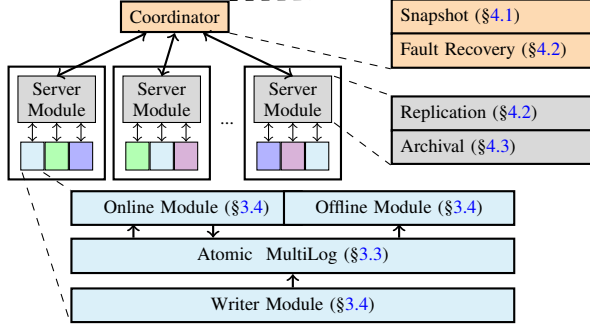 Coordinator
Snapshot (§4.1)
Fault Recovery (§4.2)
Server
Module
Server
Module
...
Server
Module
Replication (§4.2)
Archival (§4.3)
Online Module (§3.4)
Offline Module (§3.4)
Atomic MultiLog (§3.3)
Writer Module (§3.4)